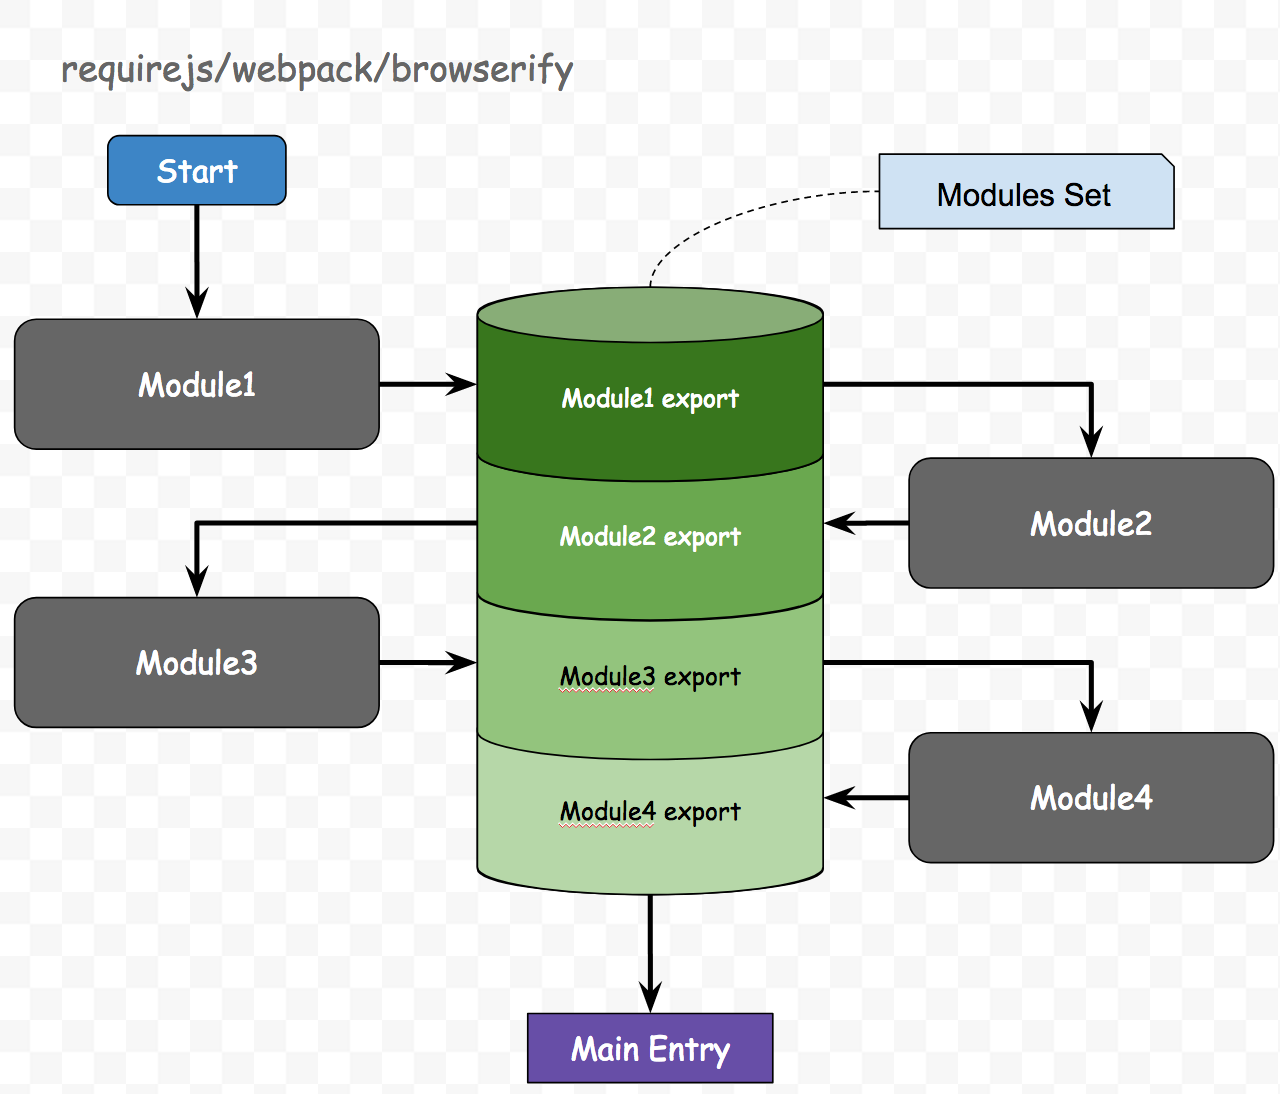 requirejs/webpack/browserify
Start
Modules Set
Module1
Module1 export
Module2 export
Module2
Module3
Module3 export
Module4 export
Module4
Main Entry